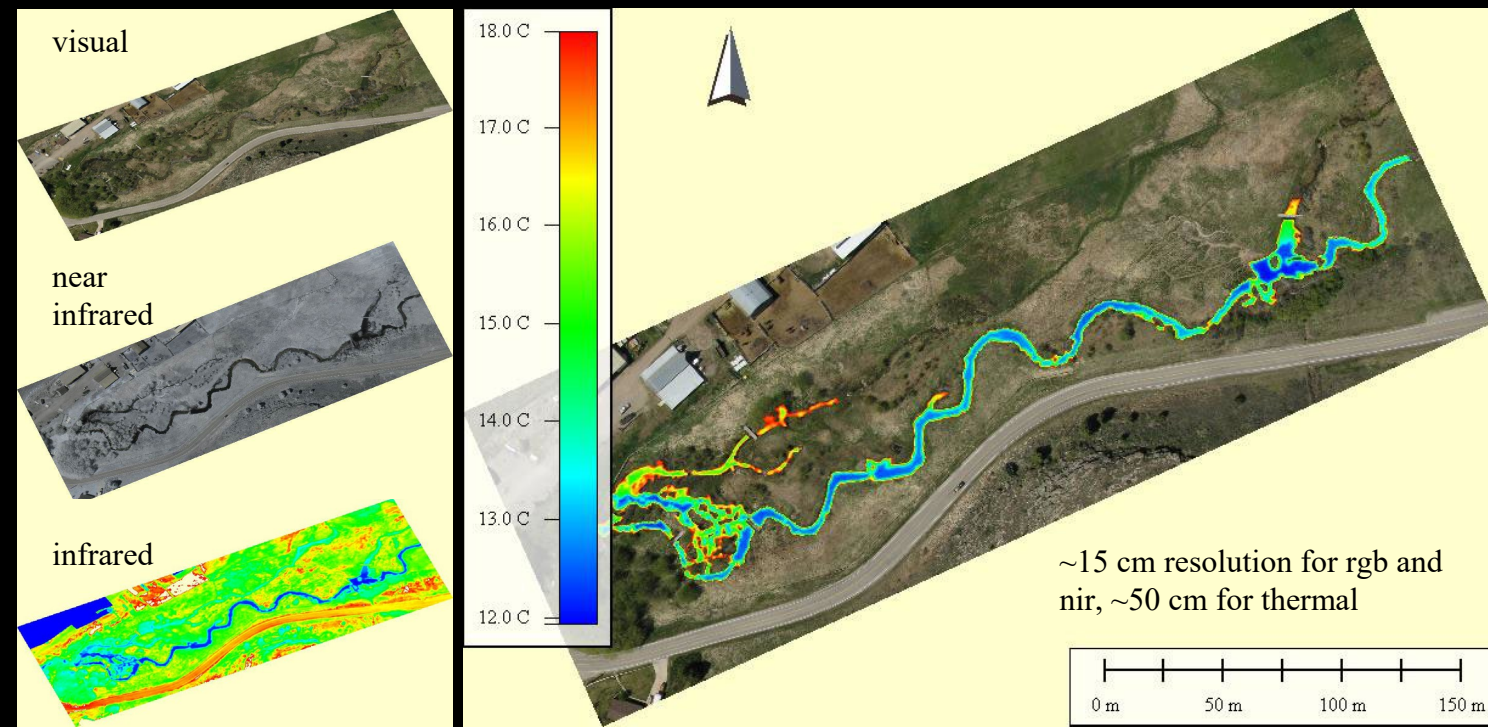 visual
near
infrared
infrared
18.0 C
17.0 C
16.0 C
15.0 C
14.0 C
13.0 C
12.0 C
~15 cm resolution for rgb and
nir, ~50 cm for thermal
0 m 50 m 100 m 150 m